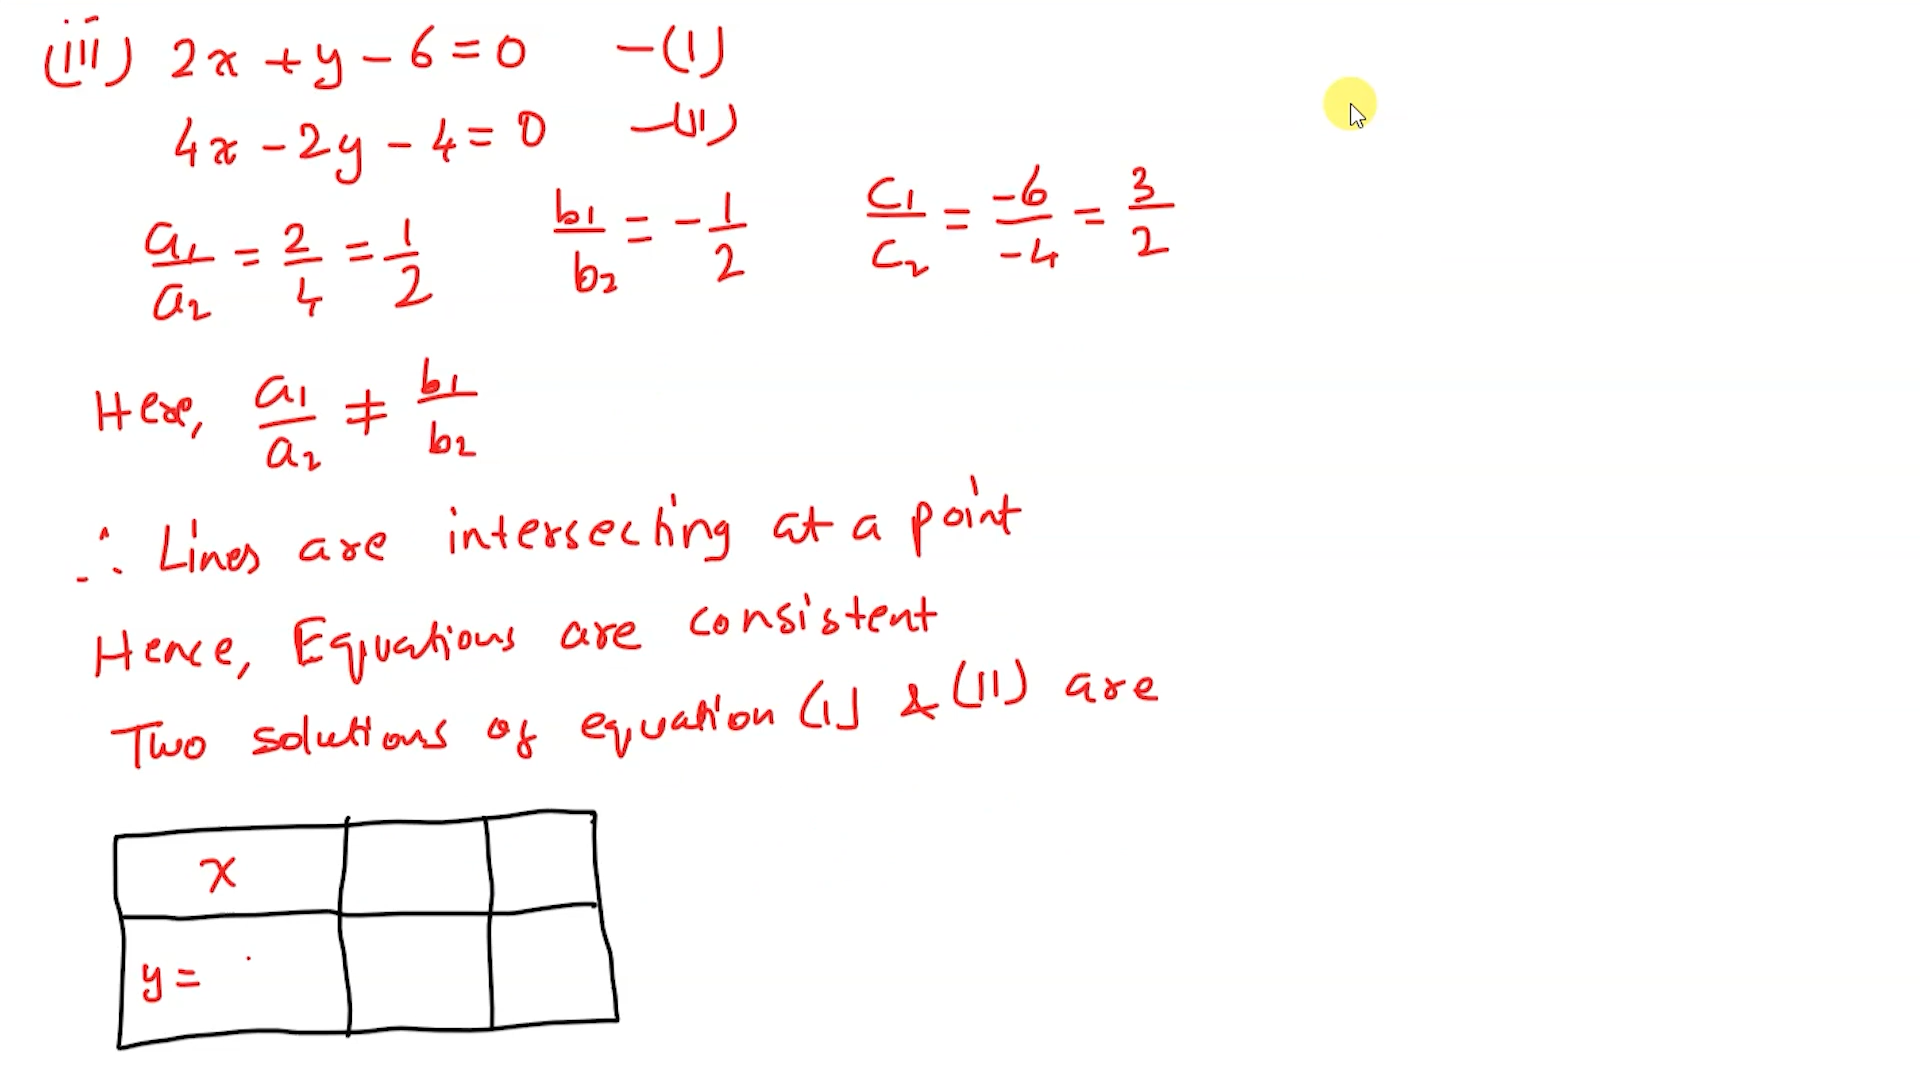 (iii) 2x + y - 6 = 0 -(I)
4x - 2y - 4 = 0 -(II)
a1/a2 = 2/4 = 1/2 b1/b2 = -1/2 c1/c2 = -6/-4 = 3/2
Here, a1/a2 ≠ b1/b2
∴ Lines are intersecting at a point
Hence, Equations are consistent
Two solutions of equation (I) & (II) are
x
y =